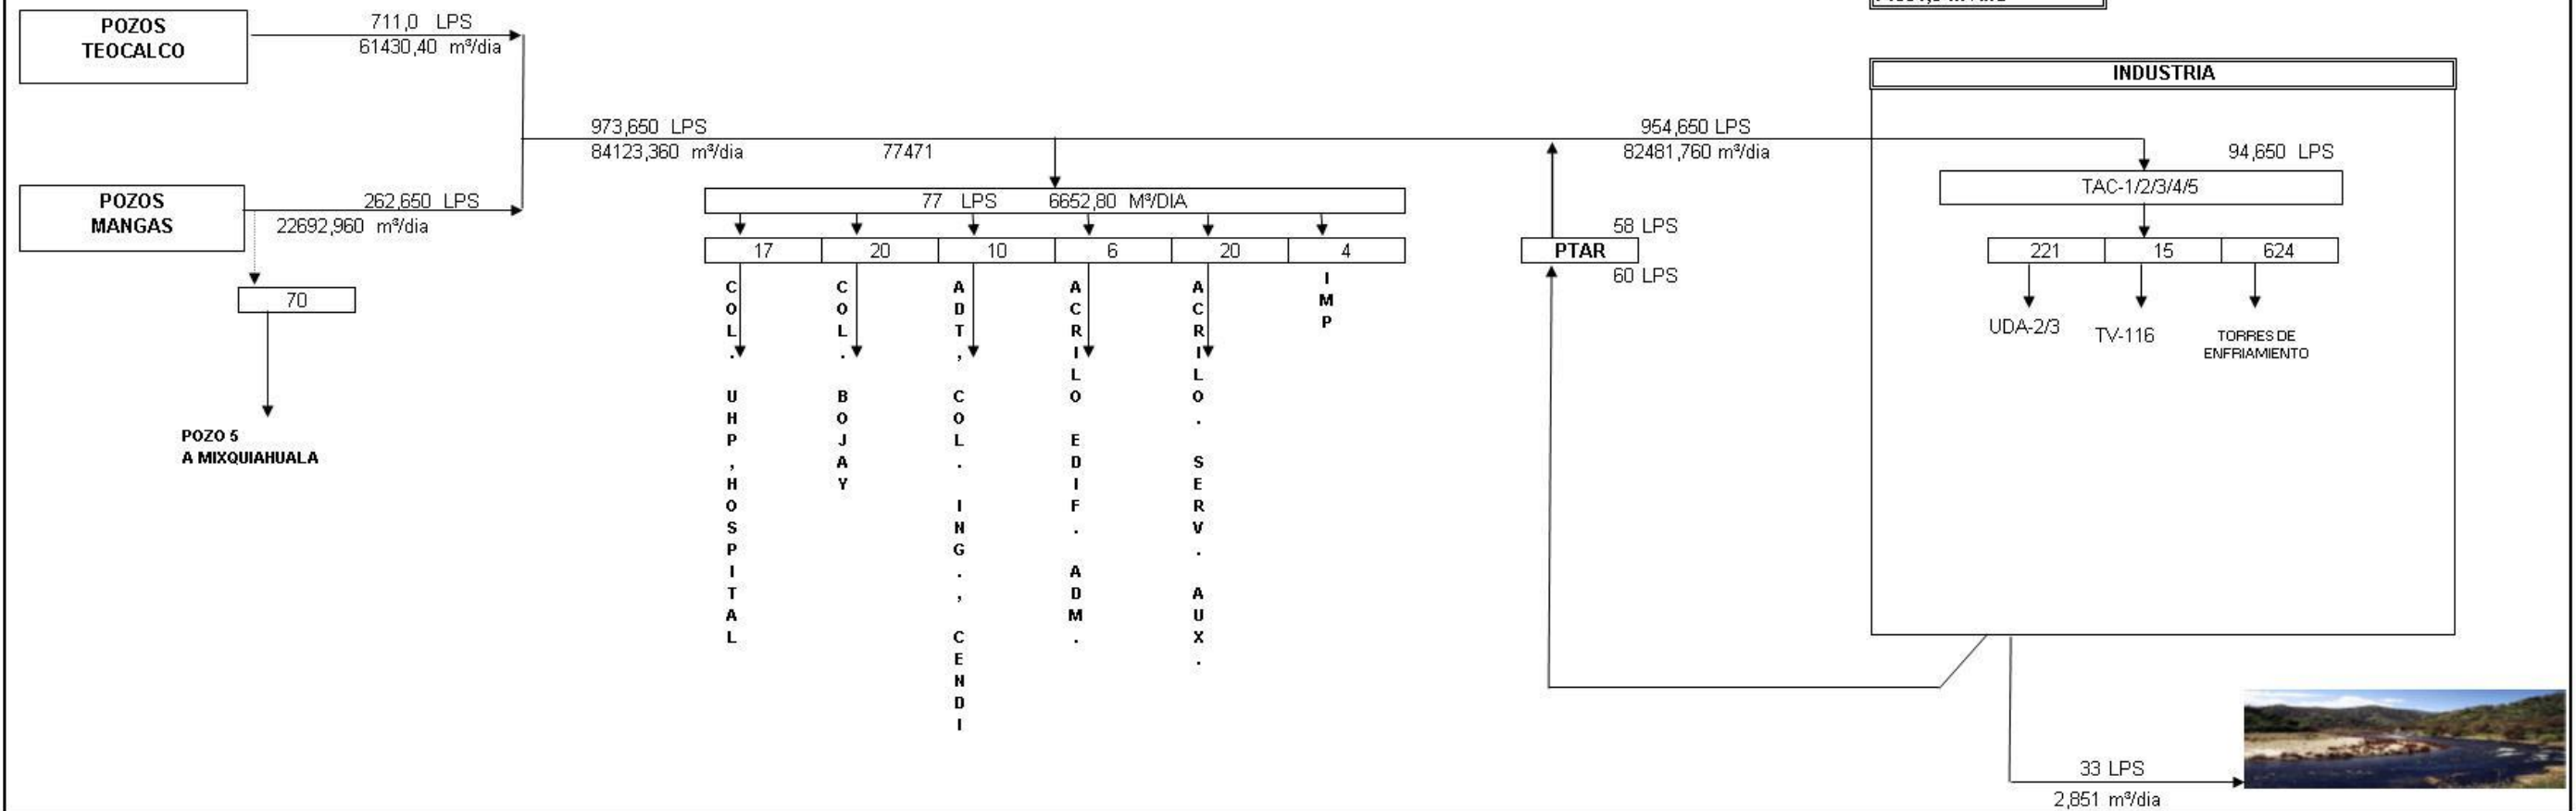 POZOS
TEOCALCO
711,0 LPS
61430,40 m³/dia
POZOS
MANGAS
262,650 LPS
22692,960 m³/dia
70
POZO 5
A MIXQUIAHUALA
973,650 LPS
84123,360 m³/dia
77471
77 LPS 6652,80 M³/DIA
17 20 10 6 20 4
COL. UHP,HOSPITAL
COL. BOJAY
ADT, COL. ING., CENDI
ACRILO EDIF. ADM.
ACRILO. SERV. AUX.
IMP
58 LPS
PTAR
60 LPS
954,650 LPS
82481,760 m³/dia
INDUSTRIA
94,650 LPS
TAC-1/2/3/4/5
221 15 624
UDA-2/3
TV-116
TORRES DE
ENFRIAMIENTO
33 LPS
2,851 m³/dia